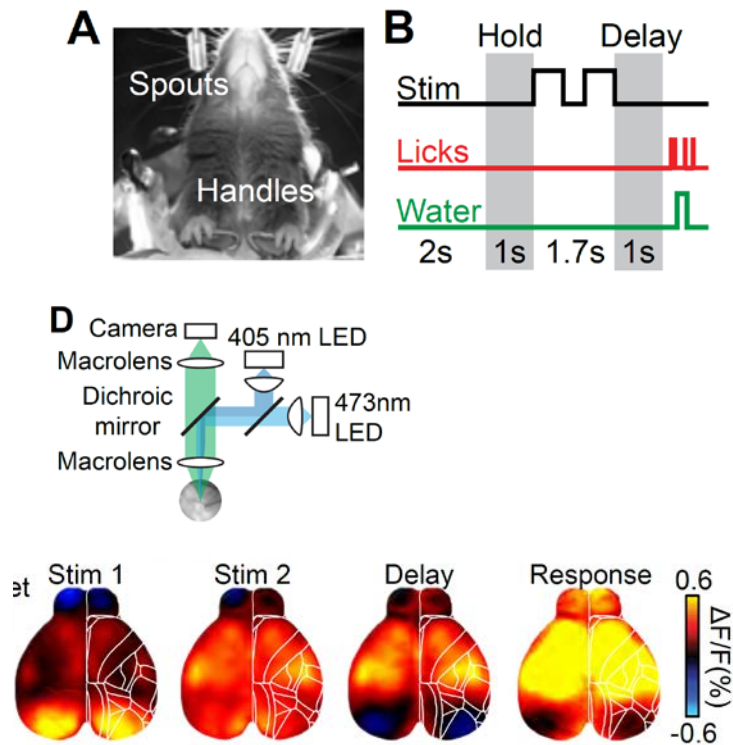 A
Spouts
Handles
B
Hold Delay
Stim
Licks
Water
2s 1s 1.7s 1s
D
Camera
405 nm LED
Macrolens
Dichroic
mirror
473nm
LED
Macrolens
et
Stim 1 Stim 2 Delay Response
0.6
ΔF/F(%)
-0.6